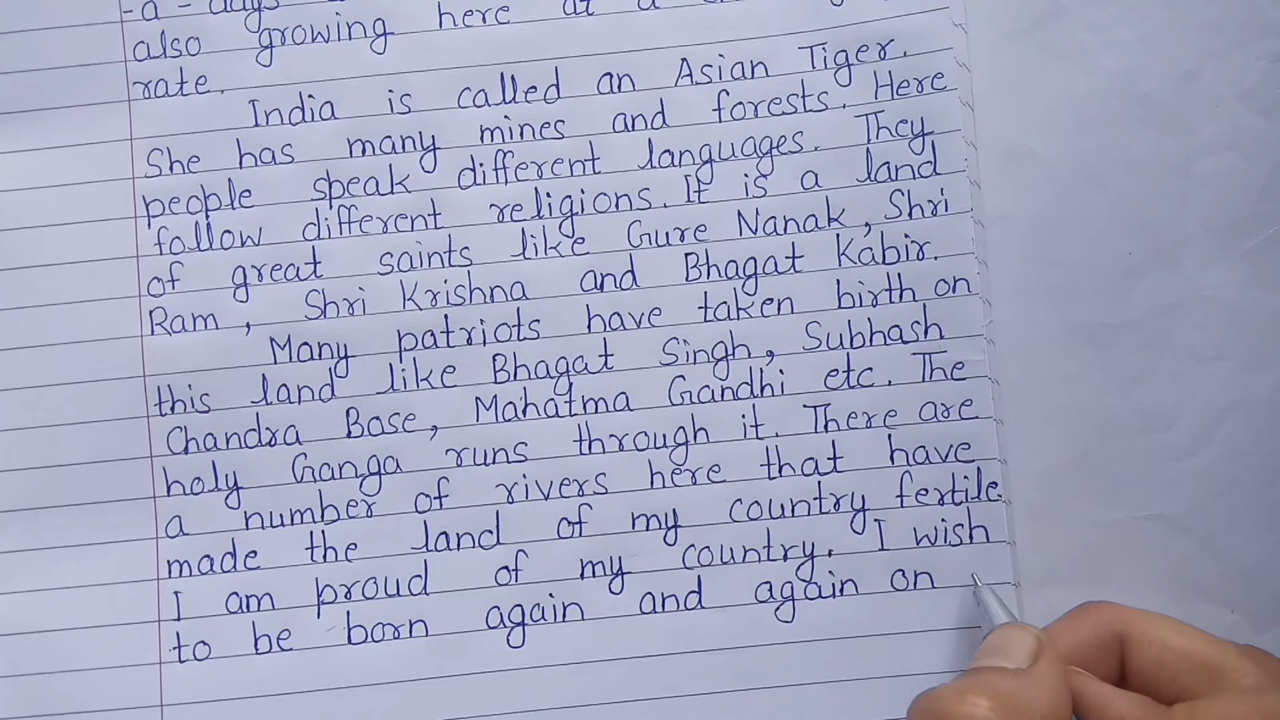 -a-days
also growing here at a
rate.
India is called an Asian Tiger.
She has many mines and forests. Here
people speak different languages. They
follow different religions. It is a land
of great saints like Gure Nanak, Shri
Ram, Shri Krishna and Bhagat Kabir.
Many patriots have taken birth on
this land like Bhagat Singh, Subhash
Chandra Bose, Mahatma Gandhi etc. The
holy Ganga runs through it. There are
a number of rivers here that have
made the land of my country fertile.
I am proud of my country. I wish
to be born again and again on